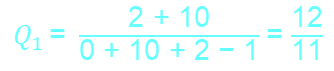 Q₁ = (2 + 10)/(0 + 10 + 2 − 1) = 12/11